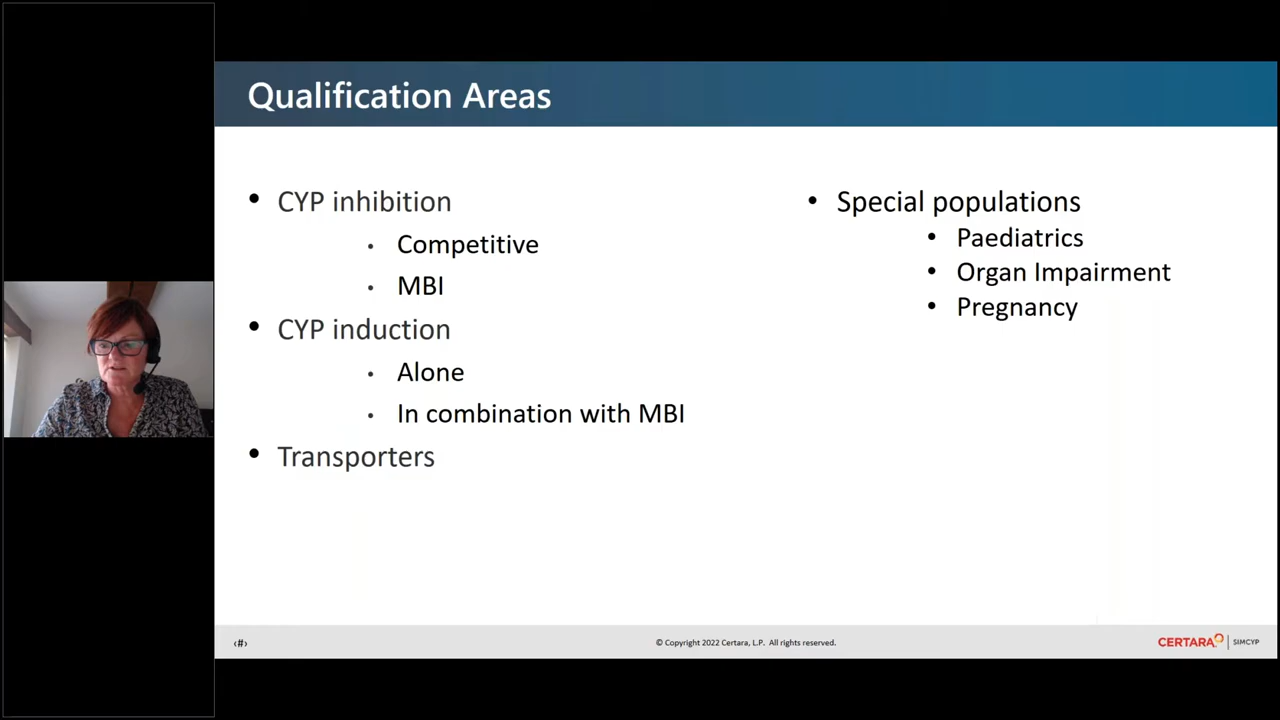 Qualification Areas
• CYP inhibition
• Competitive
• MBI
• CYP induction
• Alone
• In combination with MBI
• Transporters
• Special populations
• Paediatrics
• Organ Impairment
• Pregnancy
‹#›
© Copyright 2022 Certara, L.P. All rights reserved.
CERTARA | SIMCYP